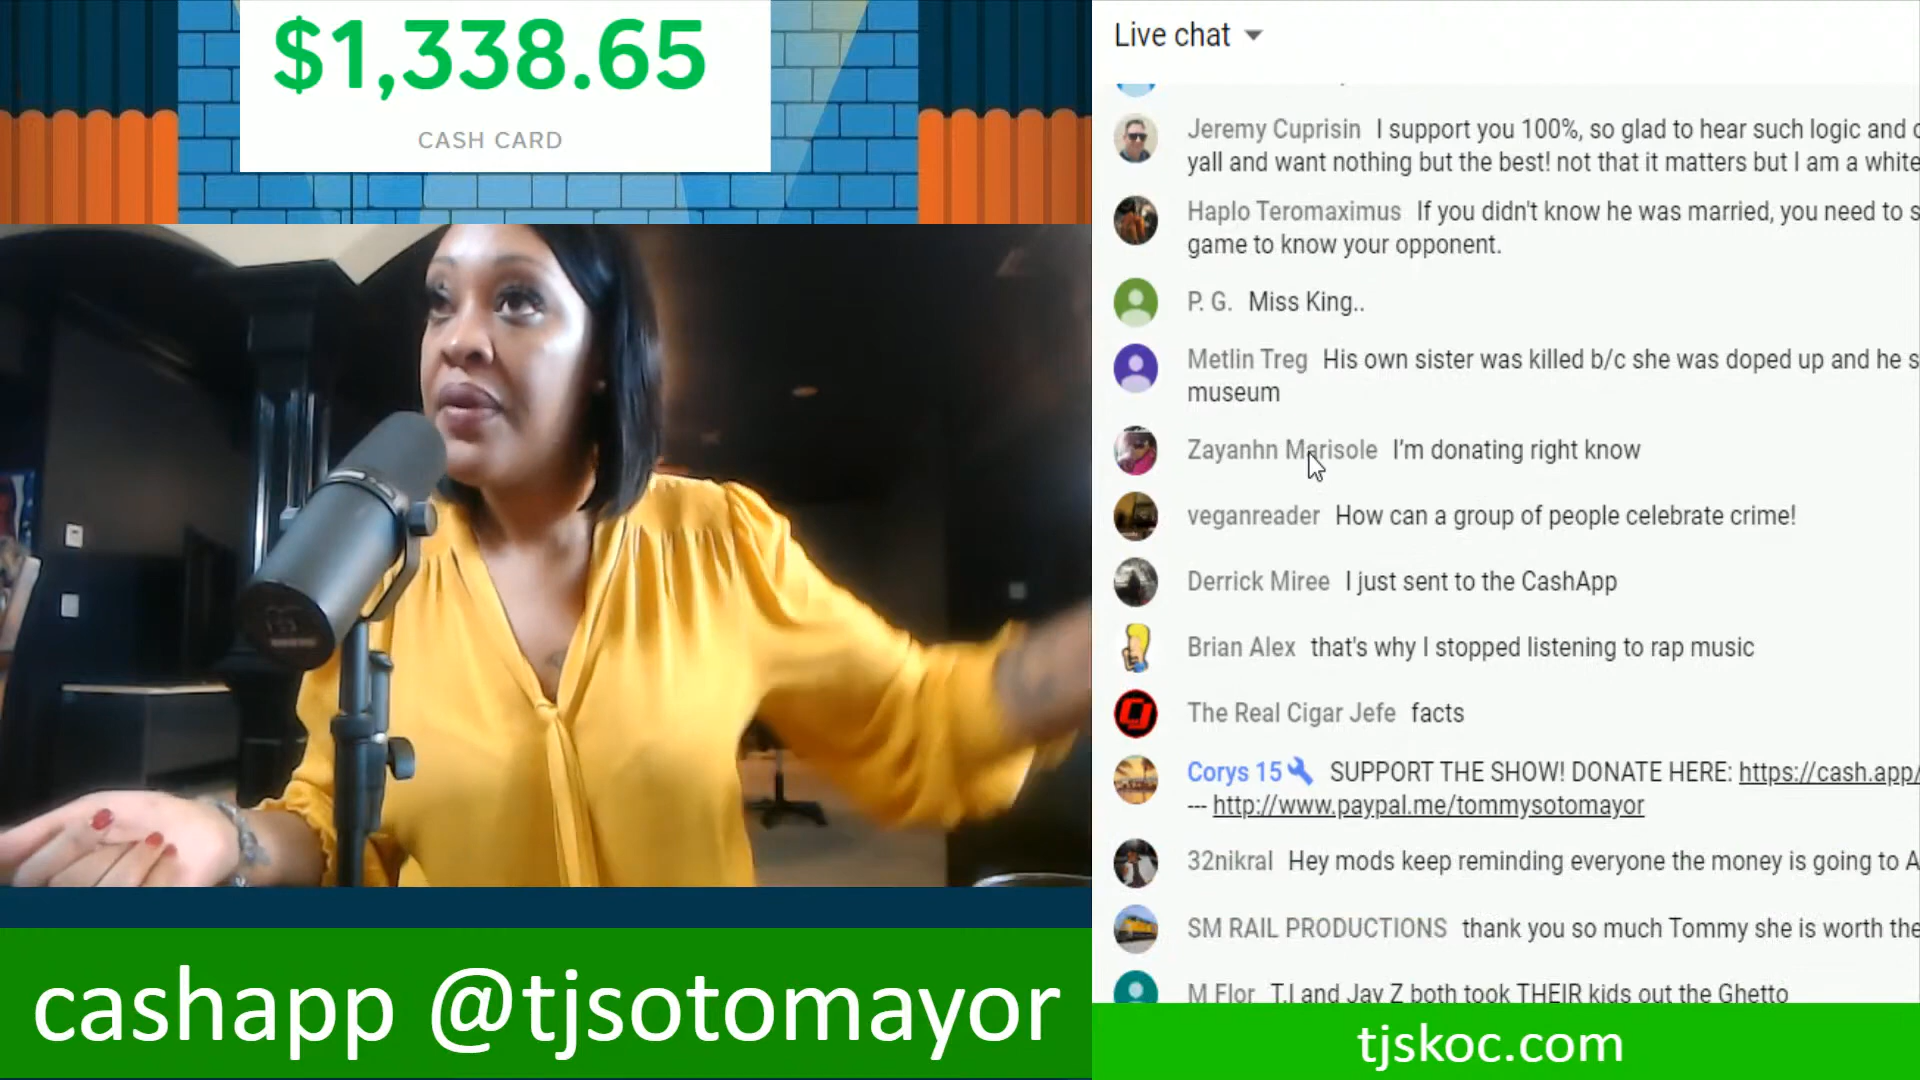 $1,338.65
CASH CARD
cashapp @tjsotomayor
Live chat
Jeremy Cuprisin I support you 100%, so glad to hear such logic and
yall and want nothing but the best! not that it matters but I am a white
Haplo Teromaximus If you didn't know he was married, you need to s
game to know your opponent.
P. G. Miss King..
Metlin Treg His own sister was killed b/c she was doped up and he s
museum
Zayanhn Marisole I'm donating right know
veganreader How can a group of people celebrate crime!
Derrick Miree I just sent to the CashApp
Brian Alex that's why I stopped listening to rap music
The Real Cigar Jefe facts
Corys 15 SUPPORT THE SHOW! DONATE HERE: https://cash.app/
--- http://www.paypal.me/tommysotomayor
32nikral Hey mods keep reminding everyone the money is going to A
SM RAIL PRODUCTIONS thank you so much Tommy she is worth the
M Flor T.I and Jay Z both took THEIR kids out the Ghetto
tjskoc.com